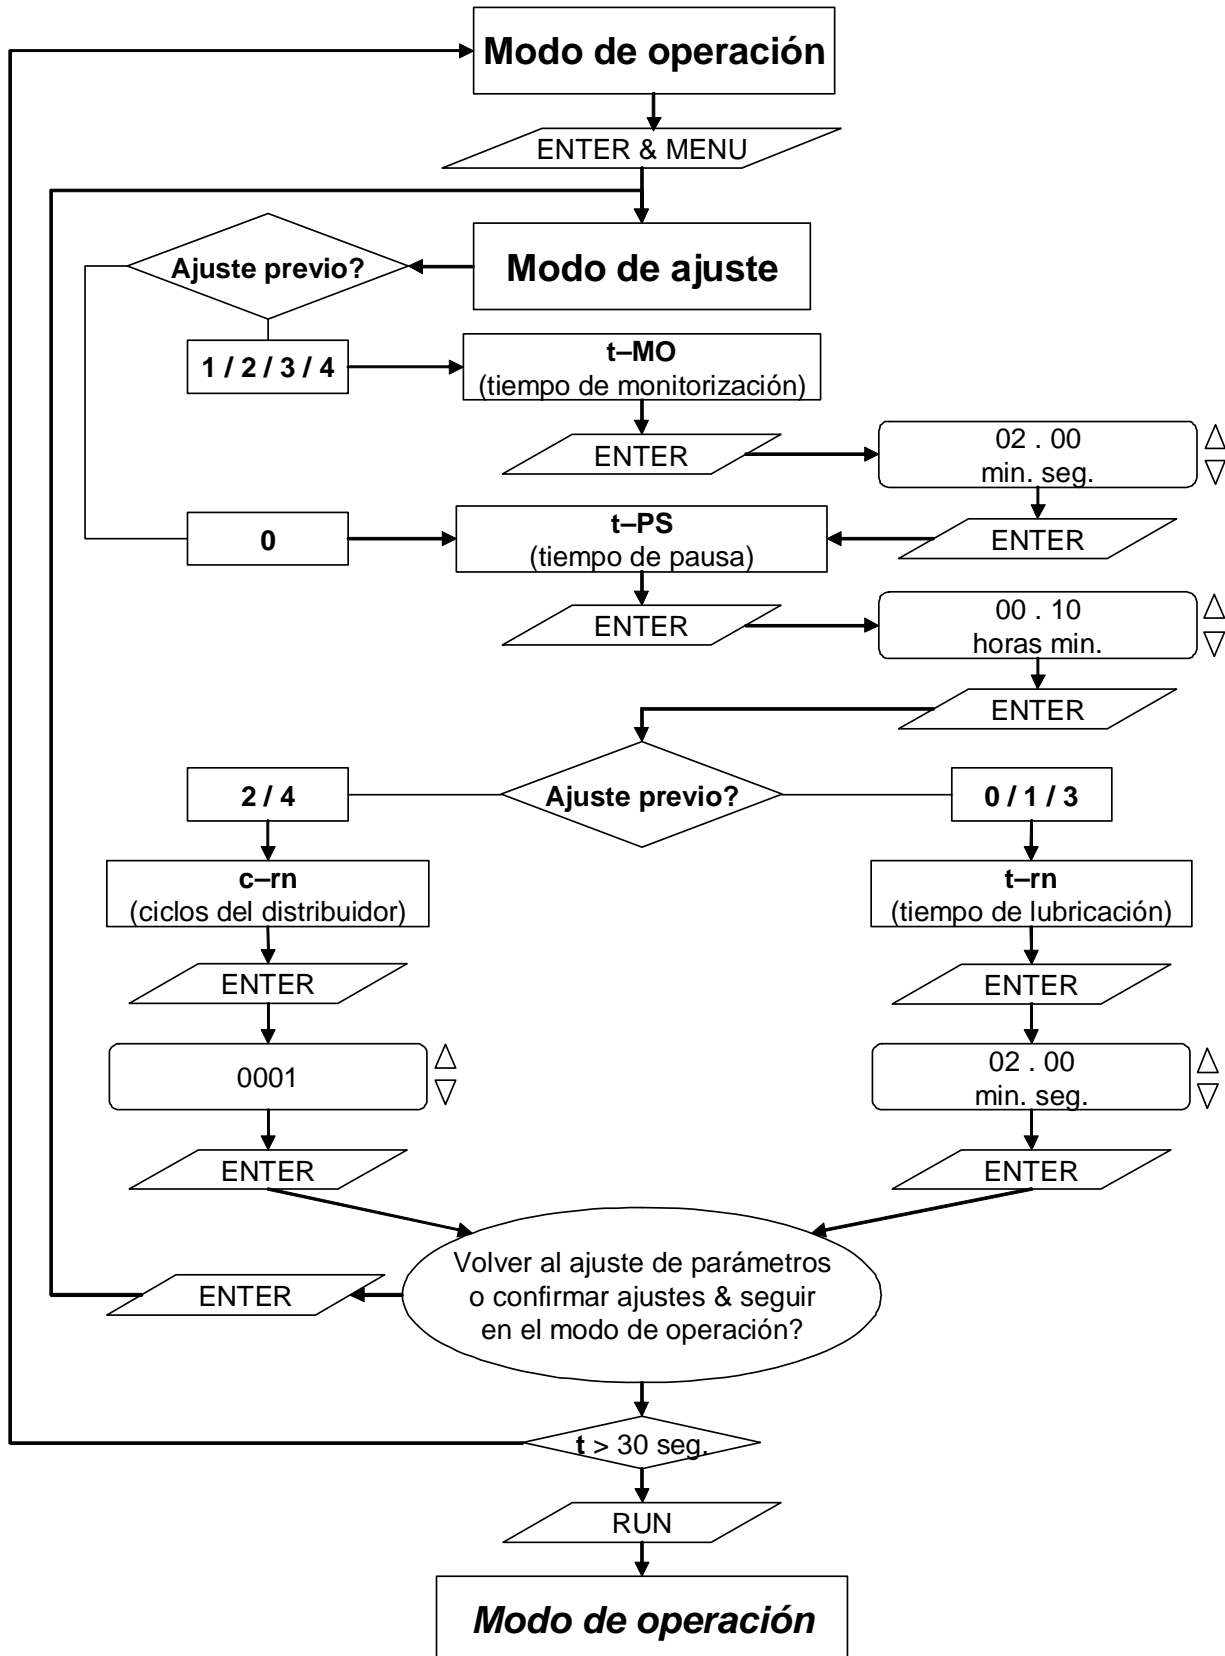 Modo de operación
ENTER & MENU
Modo de ajuste
Ajuste previo?
1 / 2 / 3 / 4
t–MO
(tiempo de monitorización)
ENTER
02 . 00
min. seg.
ENTER
0
t–PS
(tiempo de pausa)
ENTER
00 . 10
horas min.
ENTER
Ajuste previo?
2 / 4
0 / 1 / 3
c–rn
(ciclos del distribuidor)
t–rn
(tiempo de lubricación)
ENTER
ENTER
0001
02 . 00
min. seg.
ENTER
ENTER
Volver al ajuste de parámetros
o confirmar ajustes & seguir
en el modo de operación?
ENTER
t > 30 seg.
RUN
Modo de operación